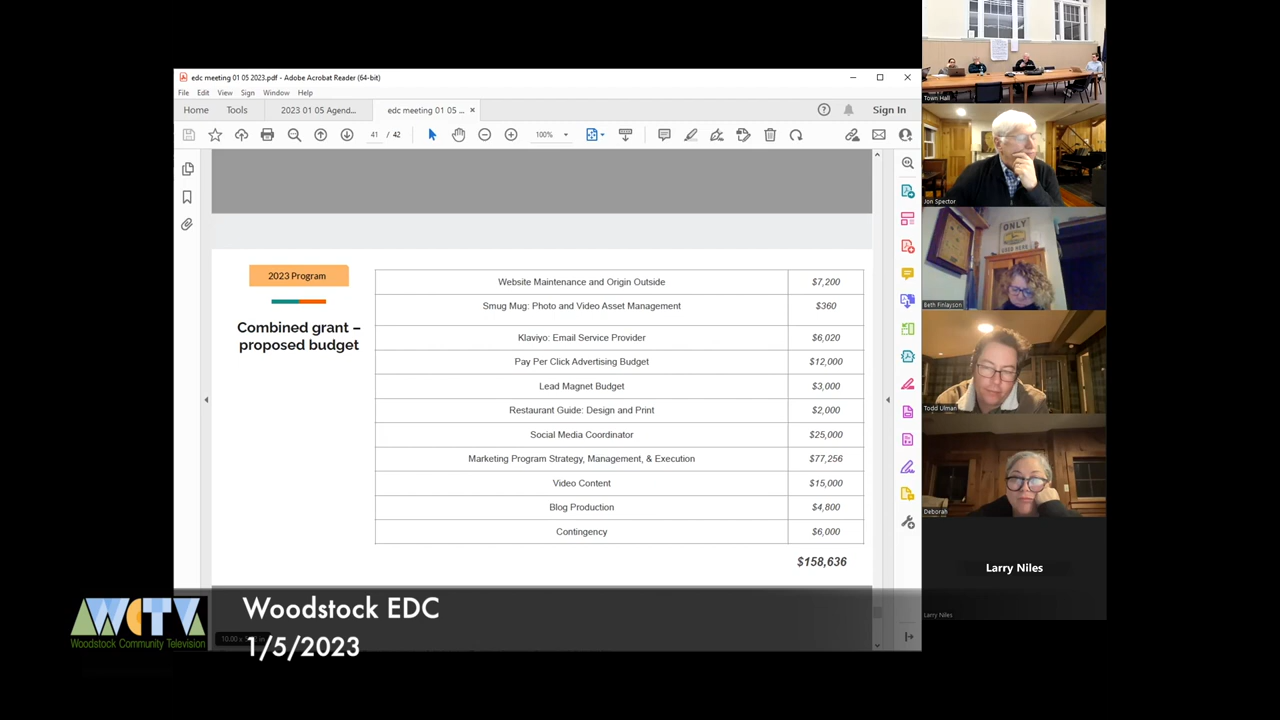 edc meeting 01 05 2023.pdf - Adobe Acrobat Reader (64-bit)
File Edit View Sign Window Help
Home Tools 2023 01 05 Agend... edc meeting 01 05 ... × Sign In
41 / 42 100%
2023 Program
Combined grant –
proposed budget
Website Maintenance and Origin Outside $7,200
Smug Mug: Photo and Video Asset Management $360
Klaviyo: Email Service Provider $6,020
Pay Per Click Advertising Budget $12,000
Lead Magnet Budget $3,000
Restaurant Guide: Design and Print $2,000
Social Media Coordinator $25,000
Marketing Program Strategy, Management, & Execution $77,256
Video Content $15,000
Blog Production $4,800
Contingency $6,000
$158,636
Town Hall
Jon Spector
ONLY
Beth Finlayson
Todd Ulman
Deborah
Larry Niles
Larry Niles
WCTV
Woodstock Community Television
Woodstock EDC
1/5/2023